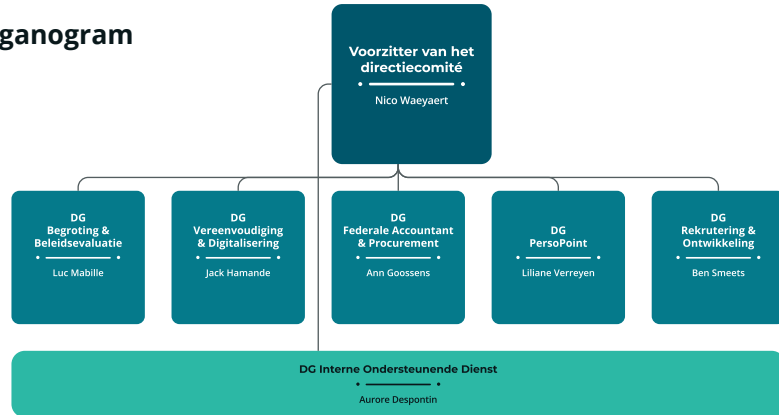 ganogram
Voorzitter van het
directiecomité
Nico Waeyaert
DG
Begroting &
Beleidsevaluatie
Luc Mabille
DG
Vereenvoudiging
& Digitalisering
Jack Hamande
DG
Federale Accountant
& Procurement
Ann Goossens
DG
PersoPoint
Liliane Verreyen
DG
Rekrutering &
Ontwikkeling
Ben Smeets
DG Interne Ondersteunende Dienst
Aurore Despontin